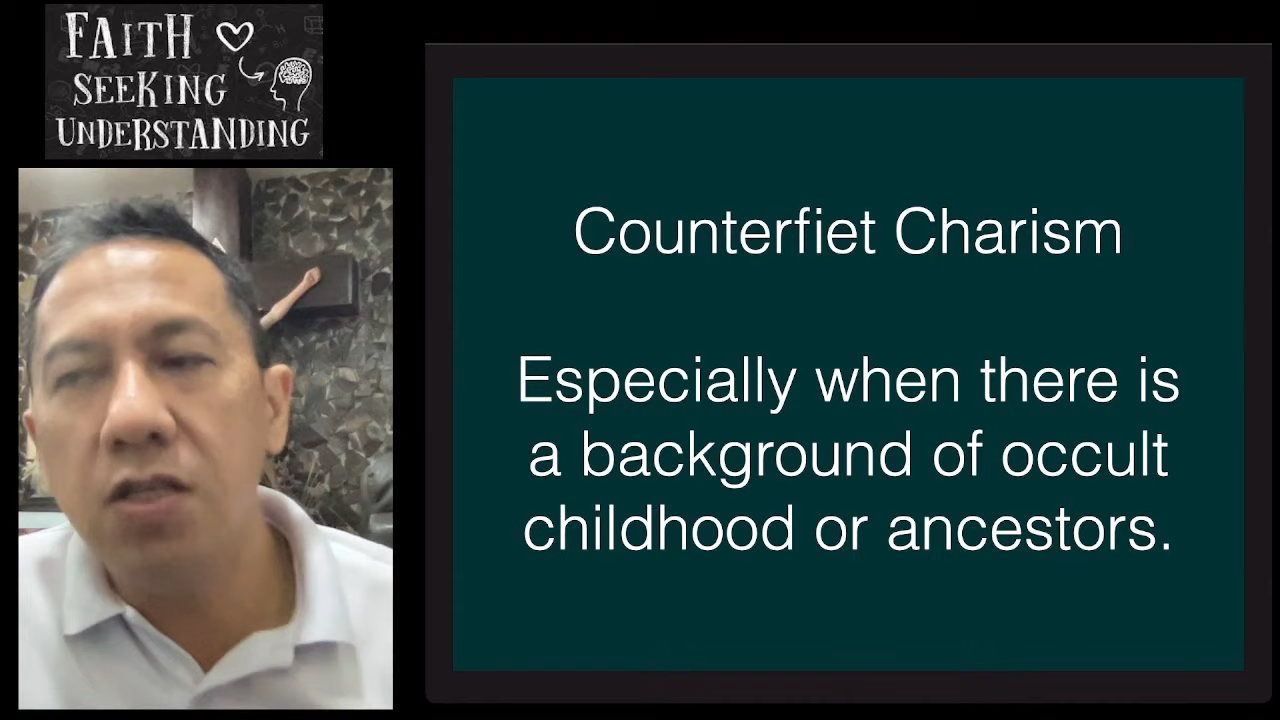 FAITH
SEEKING
UNDERSTANDING
Counterfiet Charism
Especially when there is
a background of occult
childhood or ancestors.